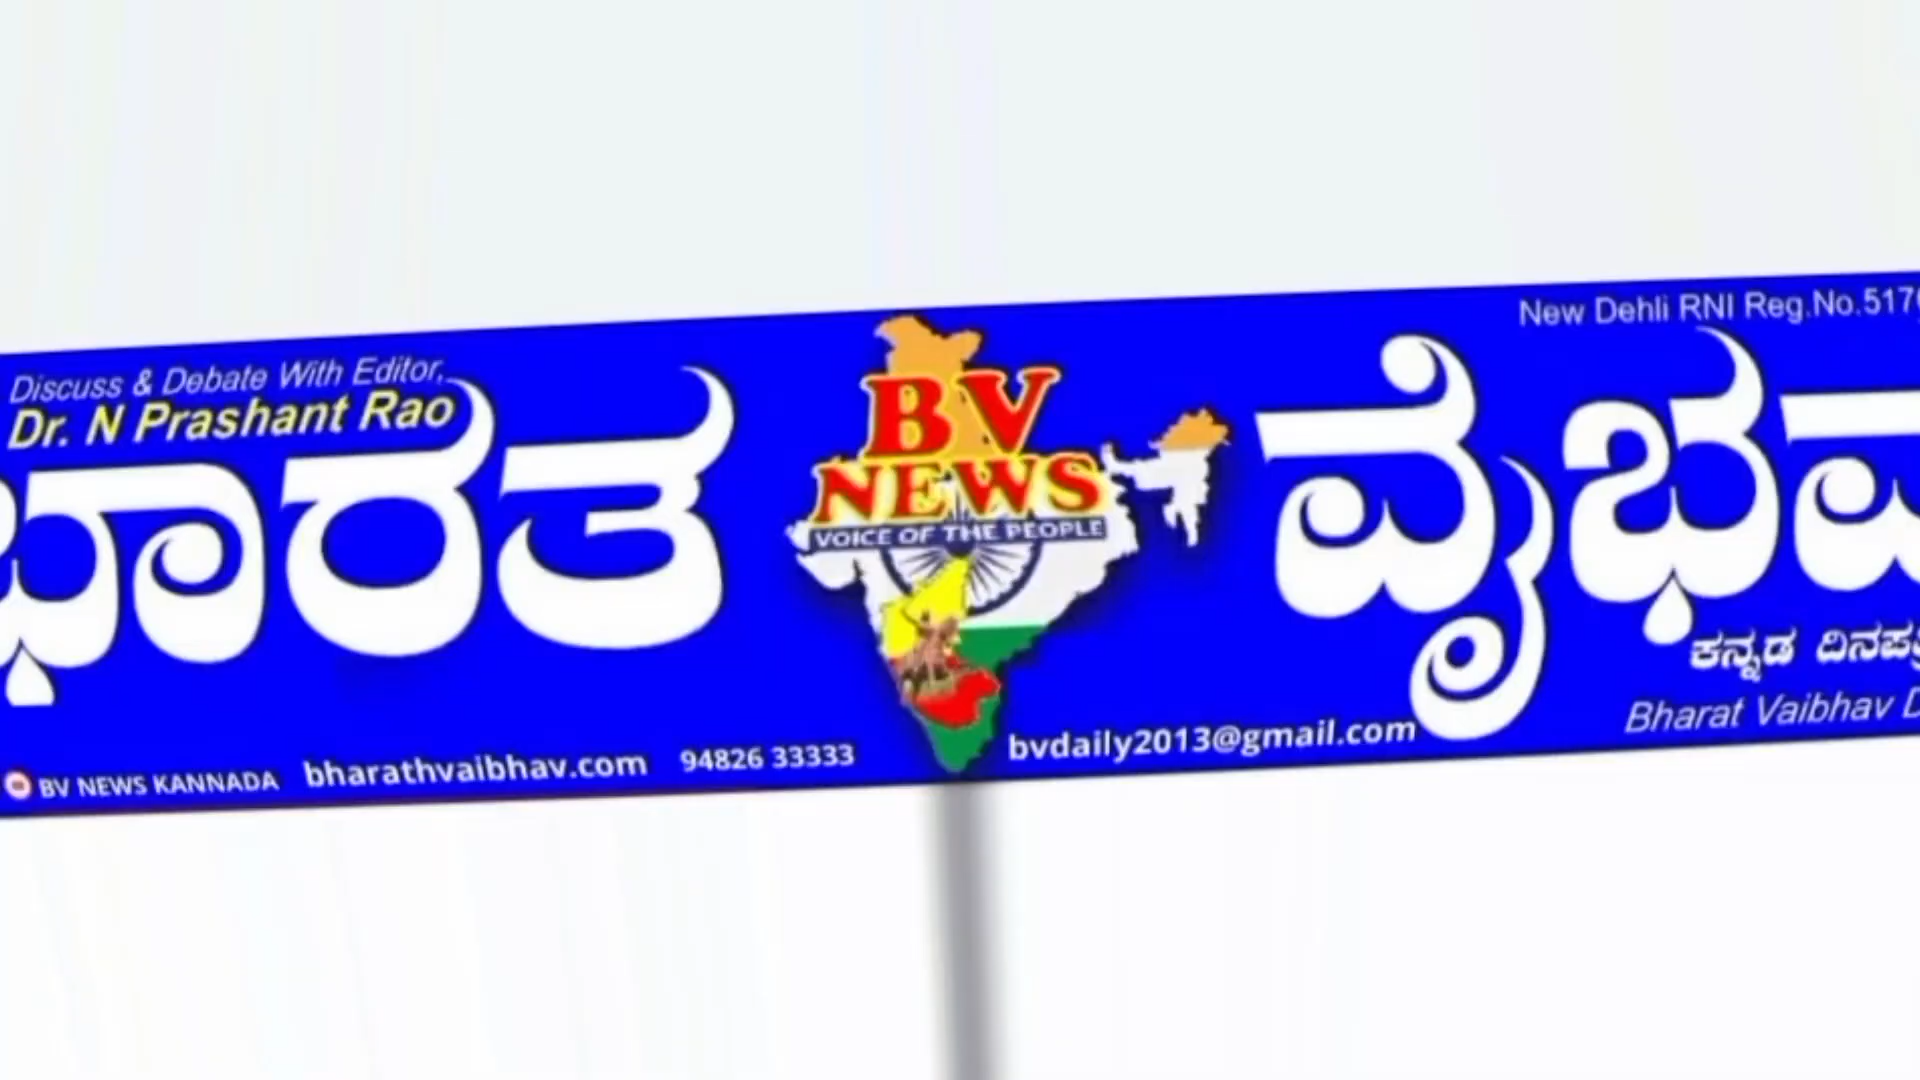 Discuss & Debate With Editor,
Dr. N Prashant Rao
ಭಾರತ
BV
NEWS
VOICE OF THE PEOPLE
New Dehli RNI Reg.No.
ವೈಭವ
ಕನ್ನಡ
Bharat Vaibhav
BV NEWS KANNADA
bharathvaibhav.com
94826 33333
bvdaily2013@gmail.com